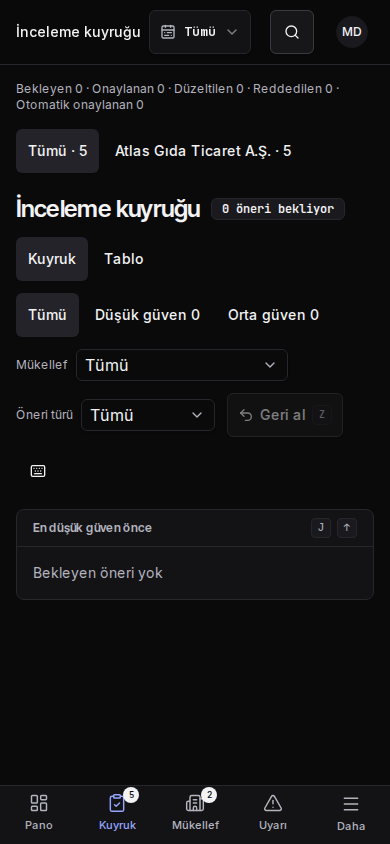 İnceleme kuyruğu
Tümü
MD
Bekleyen 0 · Onaylanan 0 · Düzeltilen 0 · Reddedilen 0 ·
Otomatik onaylanan 0
Tümü · 5
Atlas Gıda Ticaret A.Ş. · 5
İnceleme kuyruğu
0 öneri bekliyor
Kuyruk
Tablo
Tümü
Düşük güven 0
Orta güven 0
Mükellef
Tümü
Öneri türü
Tümü
Geri al
Z
En düşük güven önce
J
↑
Bekleyen öneri yok
5
2
Pano
Kuyruk
Mükellef
Uyarı
Daha